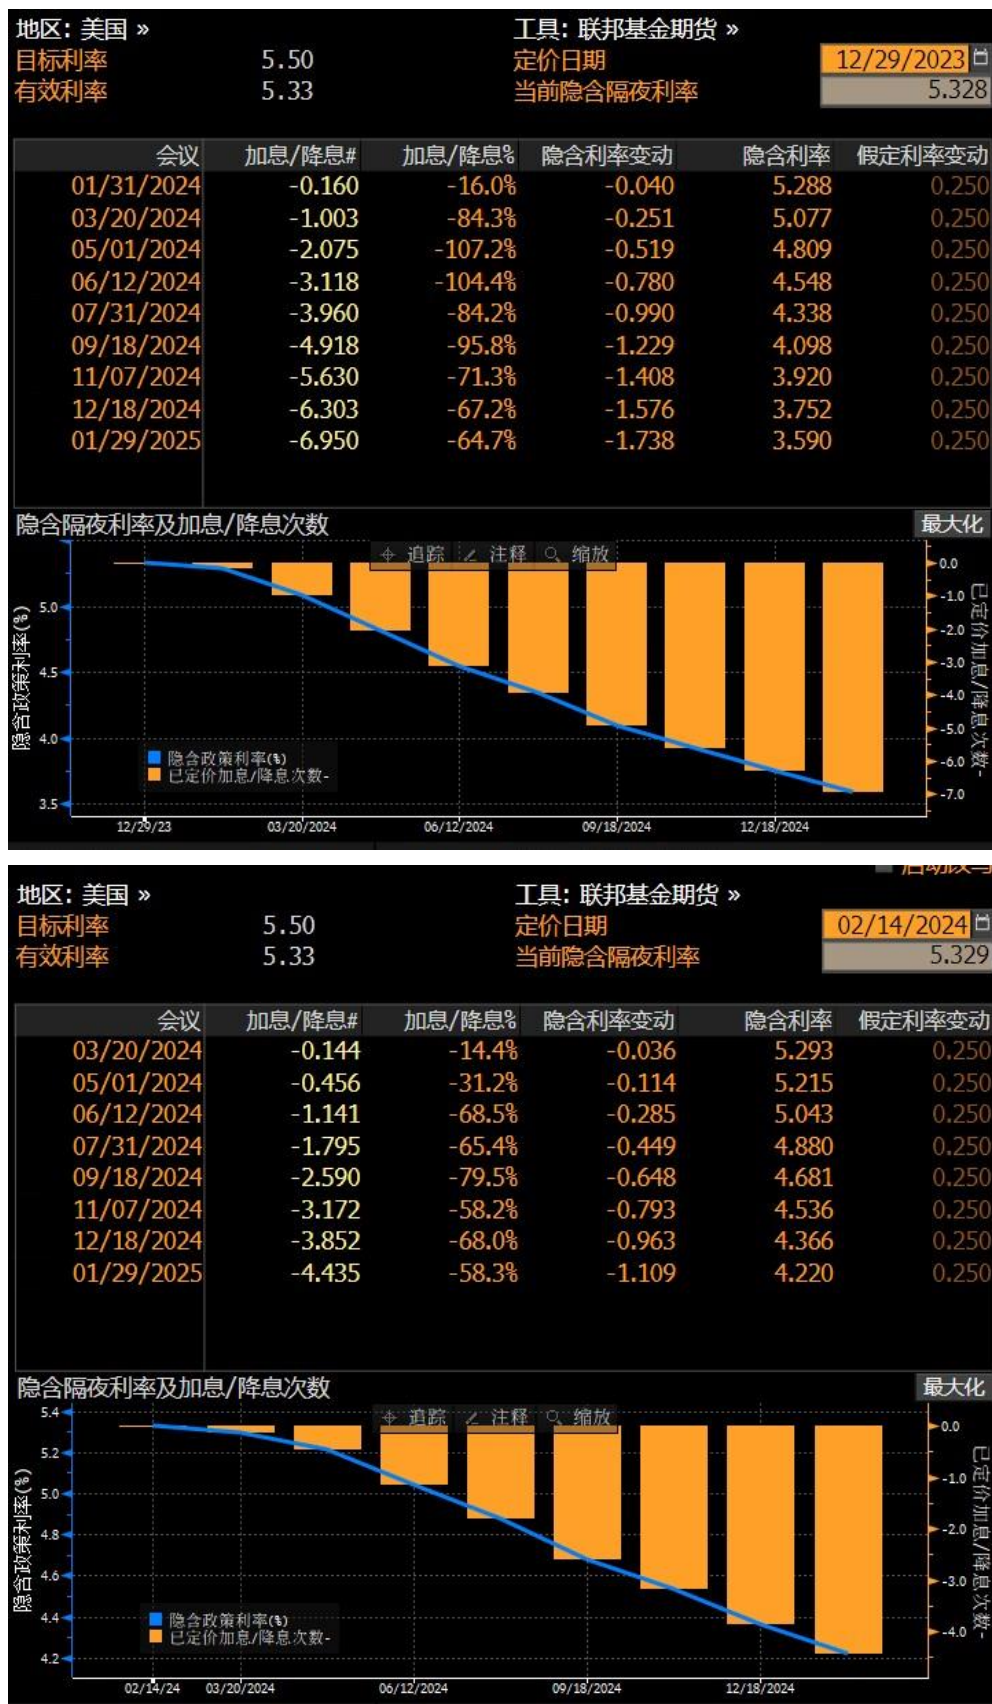 地区: 美国 » 工具: 联邦基金期货 »
目标利率 5.50 定价日期 12/29/2023
有效利率 5.33 当前隐含隔夜利率 5.328
会议 加息/降息# 加息/降息% 隐含利率变动 隐含利率 假定利率变动
01/31/2024 -0.160 -16.0% -0.040 5.288 0.250
03/20/2024 -1.003 -84.3% -0.251 5.077 0.250
05/01/2024 -2.075 -107.2% -0.519 4.809 0.250
06/12/2024 -3.118 -104.4% -0.780 4.548 0.250
07/31/2024 -3.960 -84.2% -0.990 4.338 0.250
09/18/2024 -4.918 -95.8% -1.229 4.098 0.250
11/07/2024 -5.630 -71.3% -1.408 3.920 0.250
12/18/2024 -6.303 -67.2% -1.576 3.752 0.250
01/29/2025 -6.950 -64.7% -1.738 3.590 0.250
隐含隔夜利率及加息/降息次数 最大化
追踪 注释 缩放
隐含政策利率(%)
5.0
4.5
4.0
3.5
隐含政策利率(%)
已定价加息/降息次数-
0.0
-1.0
-2.0
-3.0
-4.0
-5.0
-6.0
-7.0
已定价加息/降息次数-
12/29/23 03/20/2024 06/12/2024 09/18/2024 12/18/2024
地区: 美国 » 工具: 联邦基金期货 »
目标利率 5.50 定价日期 02/14/2024
有效利率 5.33 当前隐含隔夜利率 5.329
会议 加息/降息# 加息/降息% 隐含利率变动 隐含利率 假定利率变动
03/20/2024 -0.144 -14.4% -0.036 5.293 0.250
05/01/2024 -0.456 -31.2% -0.114 5.215 0.250
06/12/2024 -1.141 -68.5% -0.285 5.043 0.250
07/31/2024 -1.795 -65.4% -0.449 4.880 0.250
09/18/2024 -2.590 -79.5% -0.648 4.681 0.250
11/07/2024 -3.172 -58.2% -0.793 4.536 0.250
12/18/2024 -3.852 -68.0% -0.963 4.366 0.250
01/29/2025 -4.435 -58.3% -1.109 4.220 0.250
隐含隔夜利率及加息/降息次数 最大化
追踪 注释 缩放
隐含政策利率(%)
5.4
5.2
5.0
4.8
4.6
4.4
4.2
隐含政策利率(%)
已定价加息/降息次数-
0.0
-1.0
-2.0
-3.0
-4.0
已定价加息/降息次数-
02/14/24 03/20/2024 06/12/2024 09/18/2024 12/18/2024